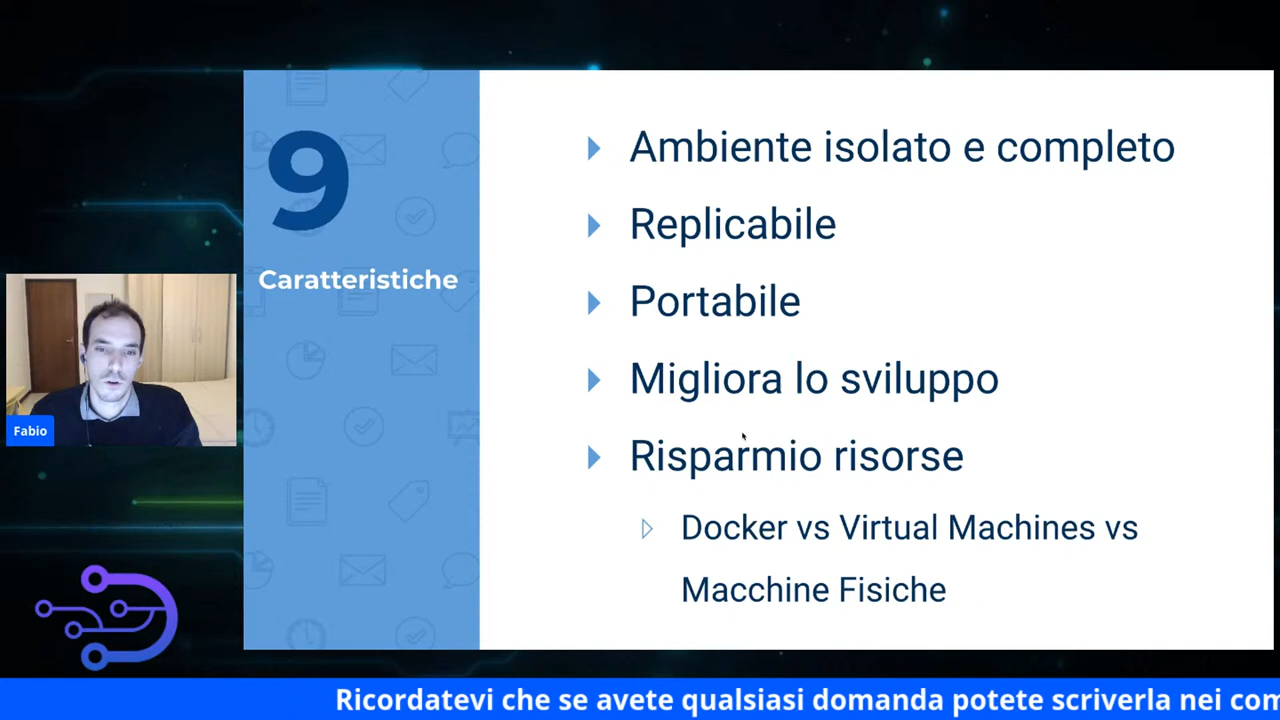 9
Caratteristiche
Ambiente isolato e completo
Replicabile
Portabile
Migliora lo sviluppo
Risparmio risorse
Docker vs Virtual Machines vs
Macchine Fisiche
Fabio
Ricordatevi che se avete qualsiasi domanda potete scriverla nei